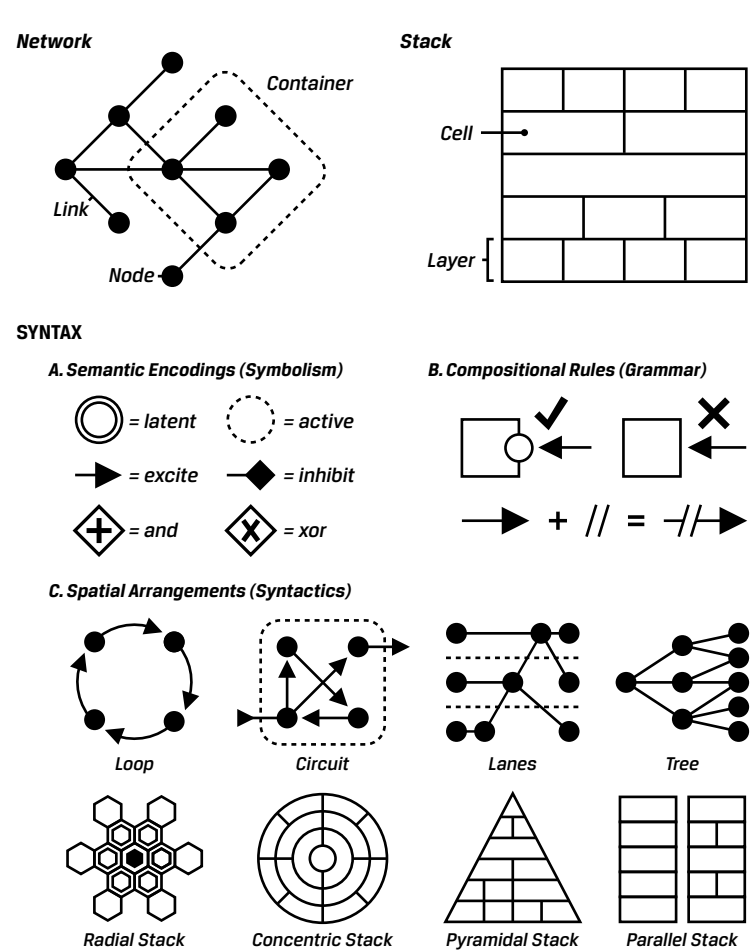 Network
Stack
Container
Cell
Link
Layer
Node
SYNTAX
A. Semantic Encodings (Symbolism)
B. Compositional Rules (Grammar)
= latent
= active
= excite
= inhibit
+ // =
= and
= xor
C. Spatial Arrangements (Syntactics)
Loop
Circuit
Lanes
Tree
Radial Stack
Concentric Stack
Pyramidal Stack
Parallel Stack